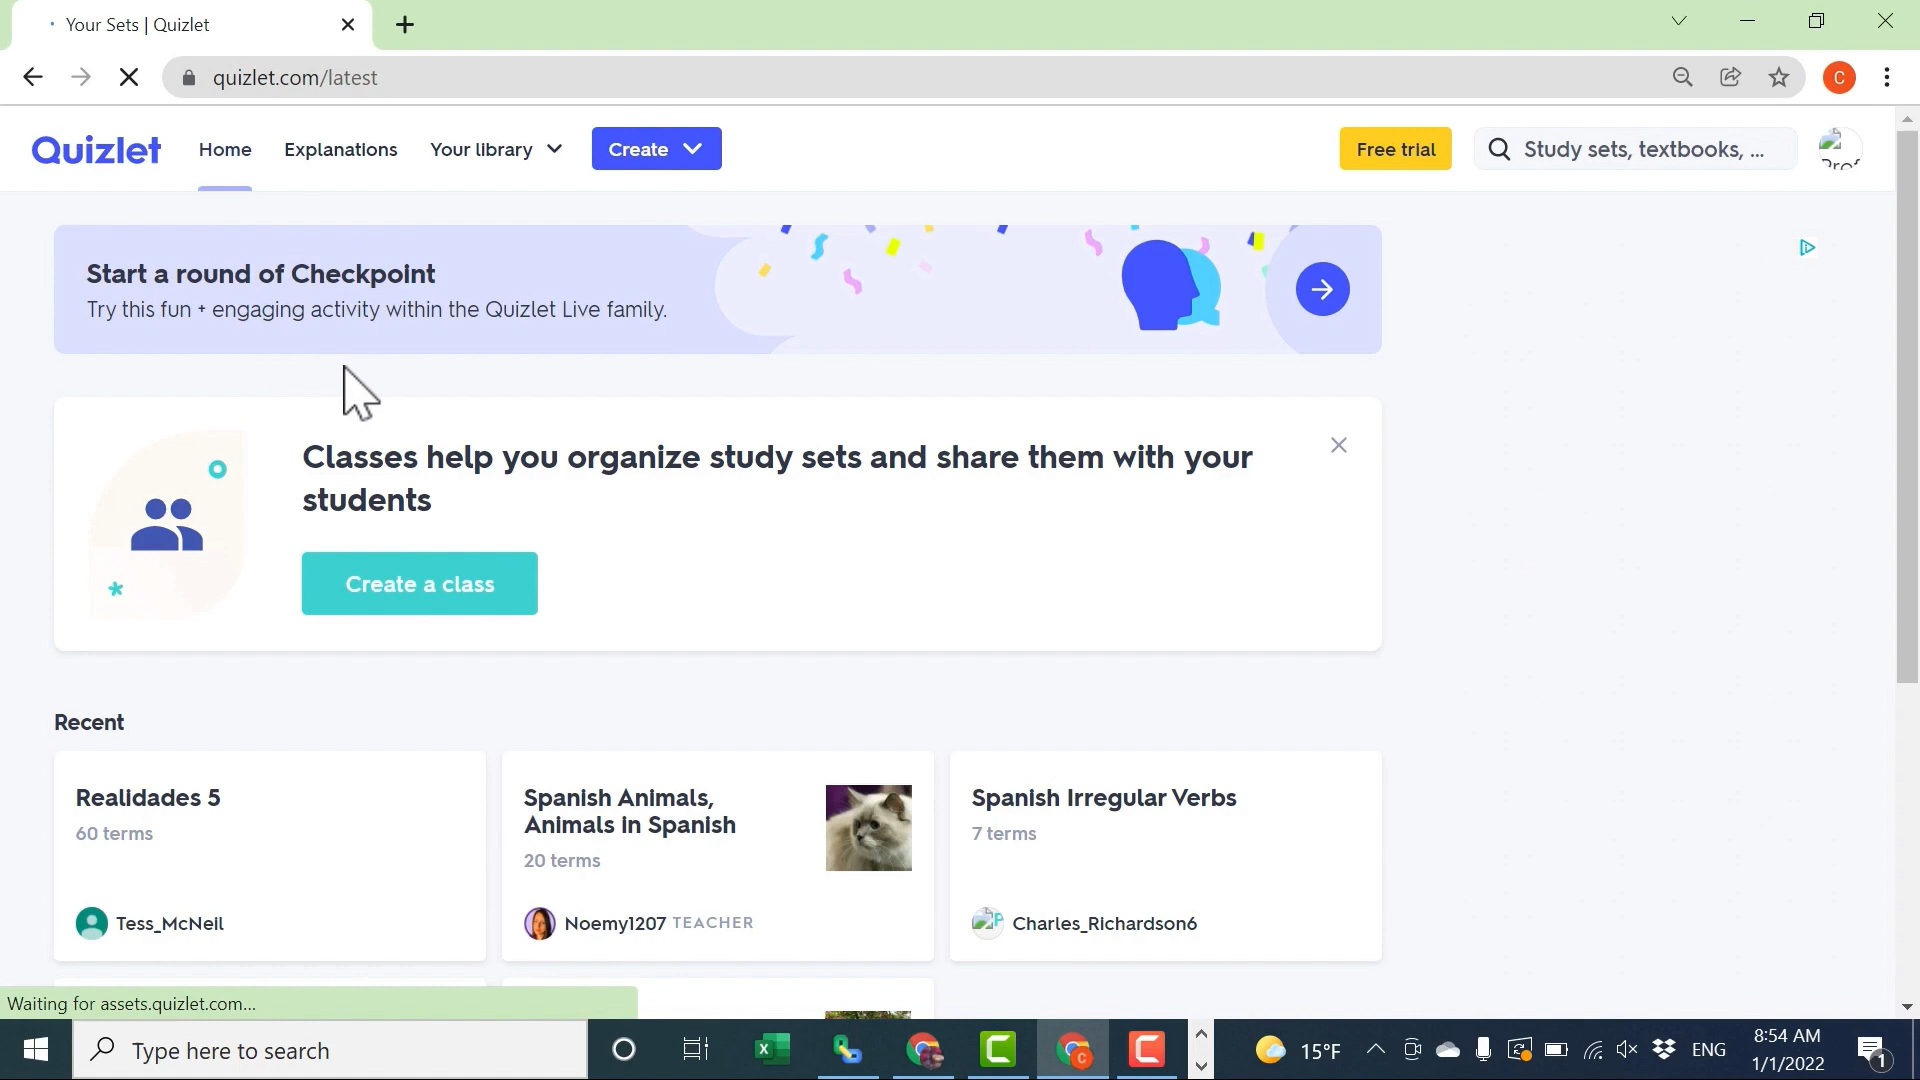 Your Sets | Quizlet
quizlet.com/latest
C
Quizlet
Home
Explanations
Your library
Create
Free trial
Study sets, textbooks, ...
Start a round of Checkpoint
Try this fun + engaging activity within the Quizlet Live family.
Classes help you organize study sets and share them with your
students
Create a class
Recent
Realidades 5
60 terms
Tess_McNeil
Spanish Animals,
Animals in Spanish
20 terms
Noemy1207 TEACHER
Spanish Irregular Verbs
7 terms
Charles_Richardson6
Waiting for assets.quizlet.com...
Type here to search
15°F
ENG
8:54 AM
1/1/2022
1